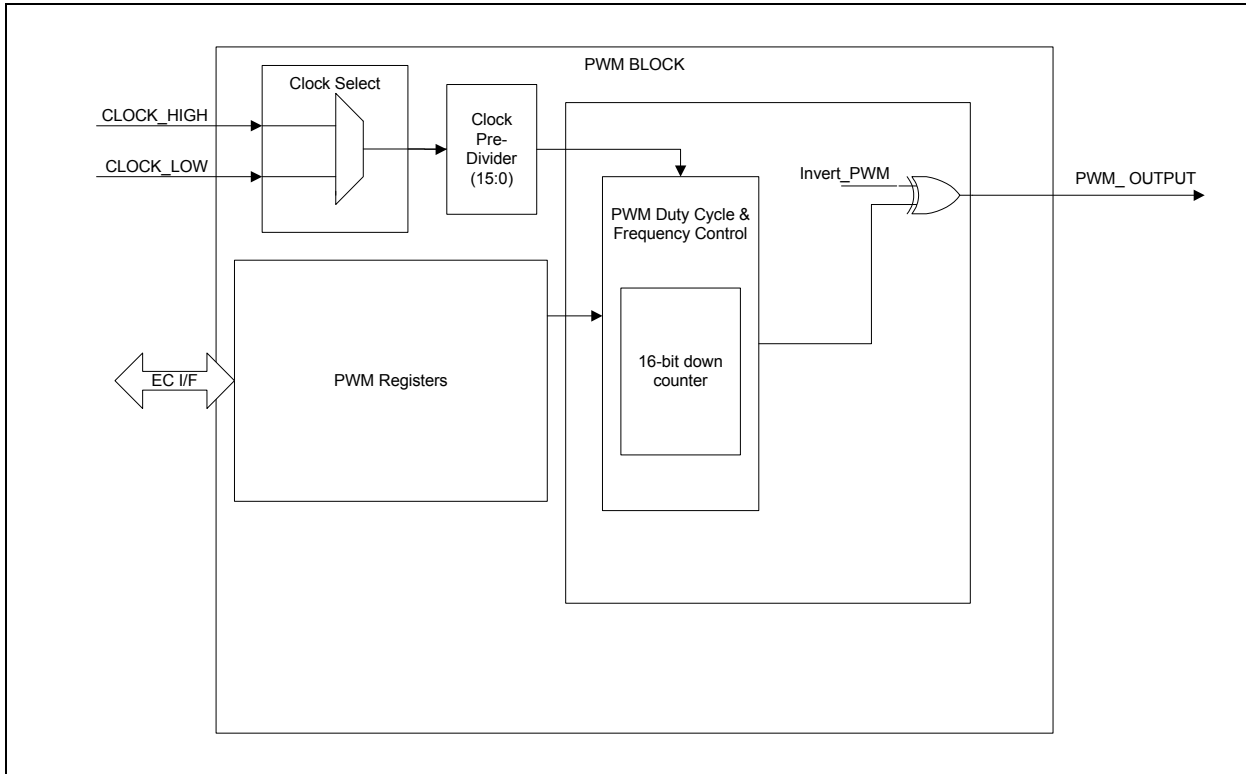 PWM BLOCK
Clock Select
CLOCK_HIGH
CLOCK_LOW
Clock
Pre-
Divider
(15:0)
Invert_PWM
PWM_ OUTPUT
PWM Duty Cycle &
Frequency Control
16-bit down
counter
EC I/F
PWM Registers